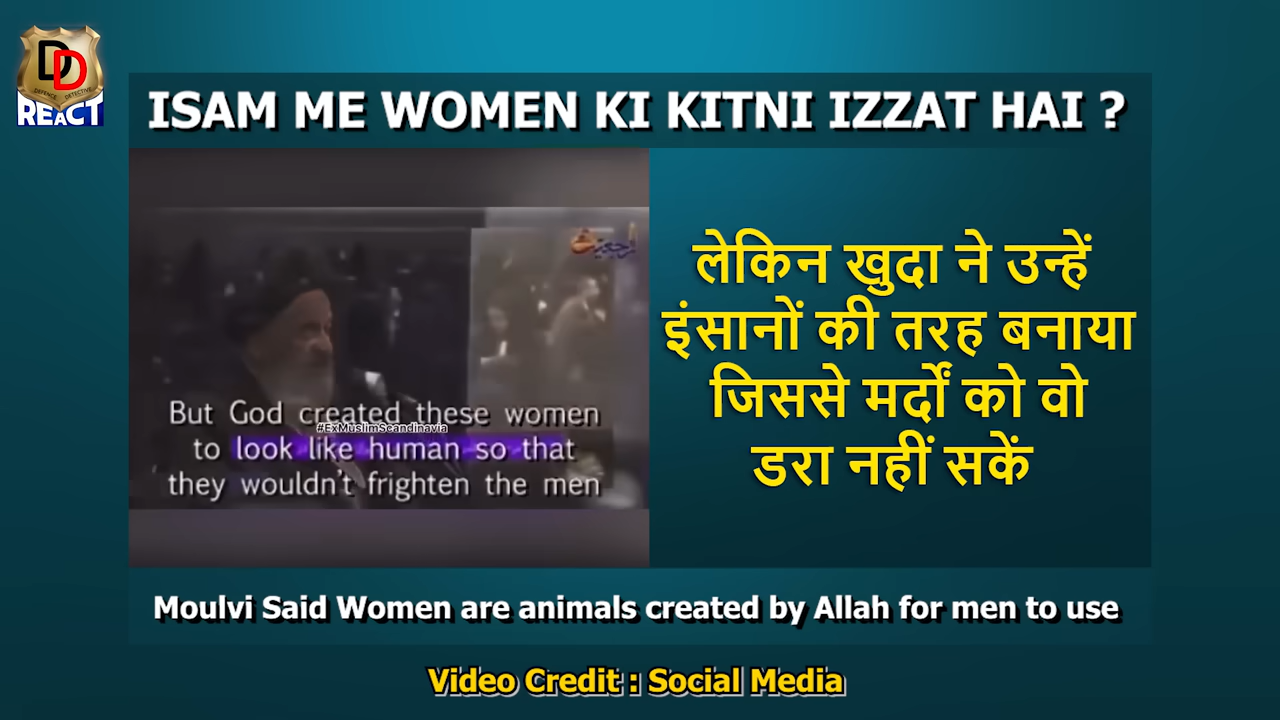 DD
DEFENCE DETECTIVE
REACT
ISAM ME WOMEN KI KITNI IZZAT HAI ?
But God created these women
#ExMuslimScandinavia
to look like human so that
they wouldn't frighten the men
लेकिन खुदा ने उन्हें
इंसानों की तरह बनाया
जिससे मर्दों को वो
डरा नहीं सकें
Moulvi Said Women are animals created by Allah for men to use
Video Credit : Social Media